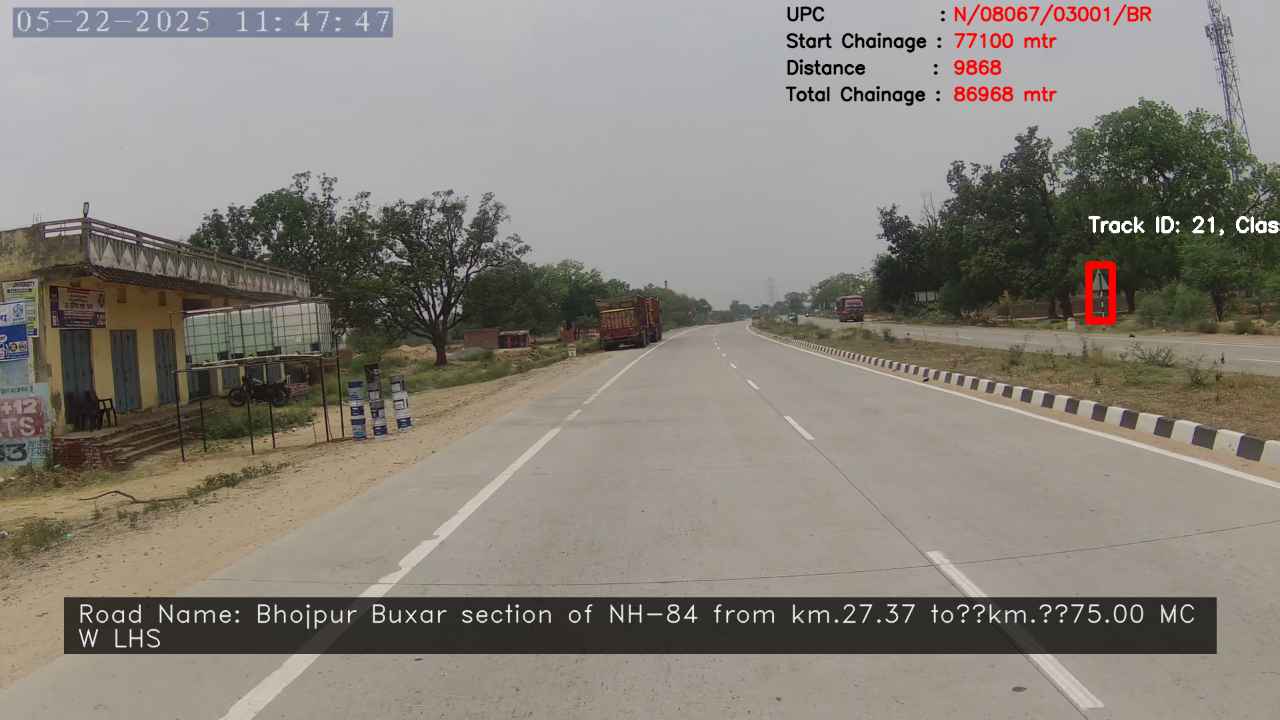 05-22-2025 11:47:47
UPC : N/08067/03001/BR
Start Chainage : 77100 mtr
Distance : 9868
Total Chainage : 86968 mtr
Track ID: 21, Clas
Road Name: Bhojpur Buxar section of NH-84 from km.27.37 to??km.??75.00 MC
W LHS
+12